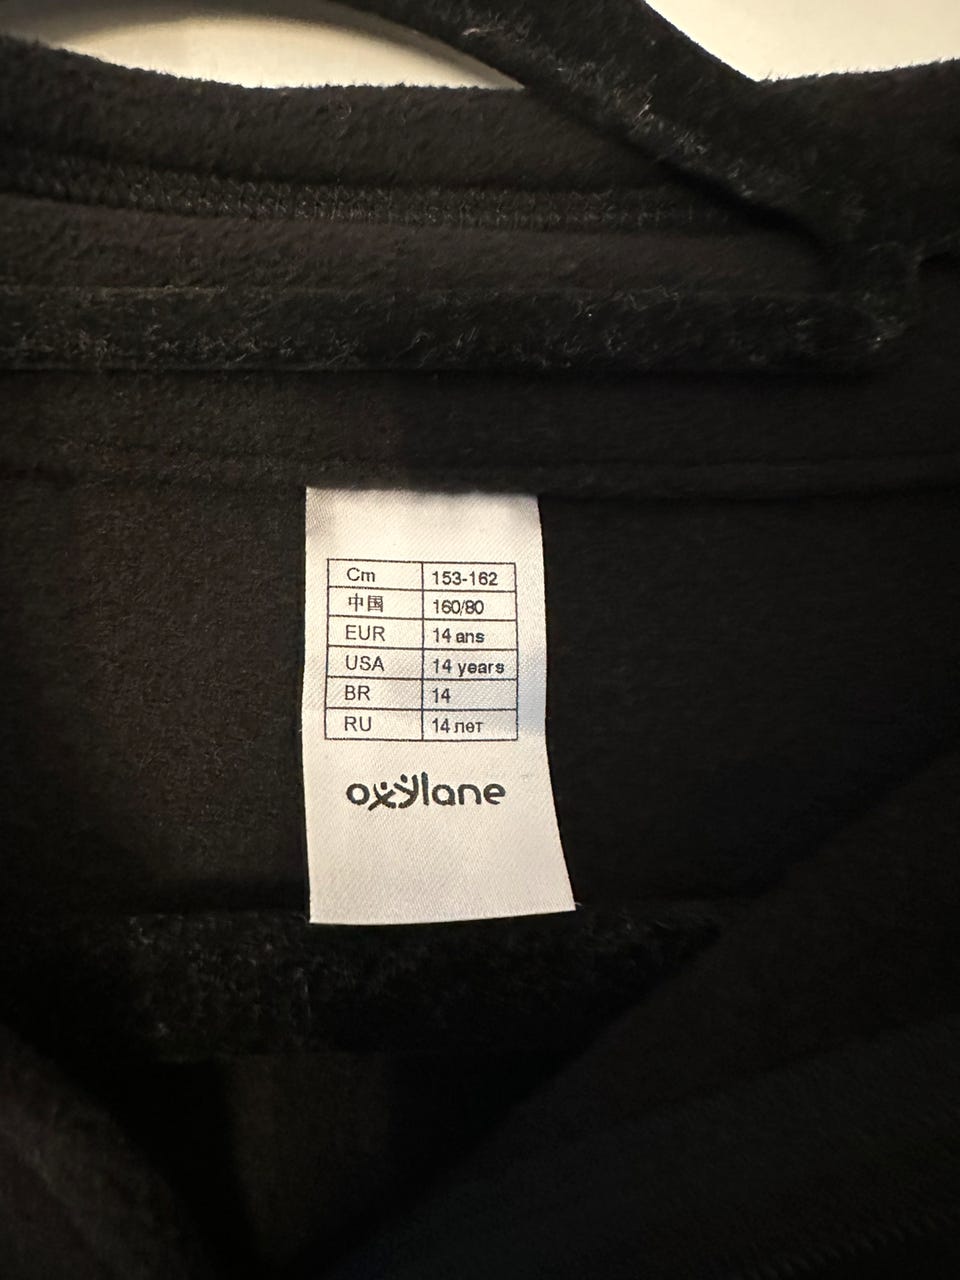 Cm 153-162
中国 160/80
EUR 14 ans
USA 14 years
BR 14
RU 14 лет
oxylane